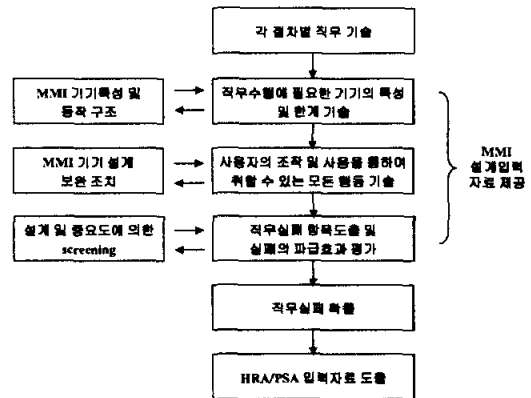 각 절차별 직무 기술
MMI 기기특성 및
동작 구조
직무수행에 필요한 기기의 특성
및 한계 기술
MMI 기기 설계
보완 조치
사용자의 조작 및 사용을 통하여
취할 수 있는 모든 행동 기술
MMI
설계입력
자료 제공
설계 및 중요도에 의한
screening
직무실패 항목도출 및
실패의 파급효과 평가
직무실패 확률
HRA/PSA 입력자료 도출